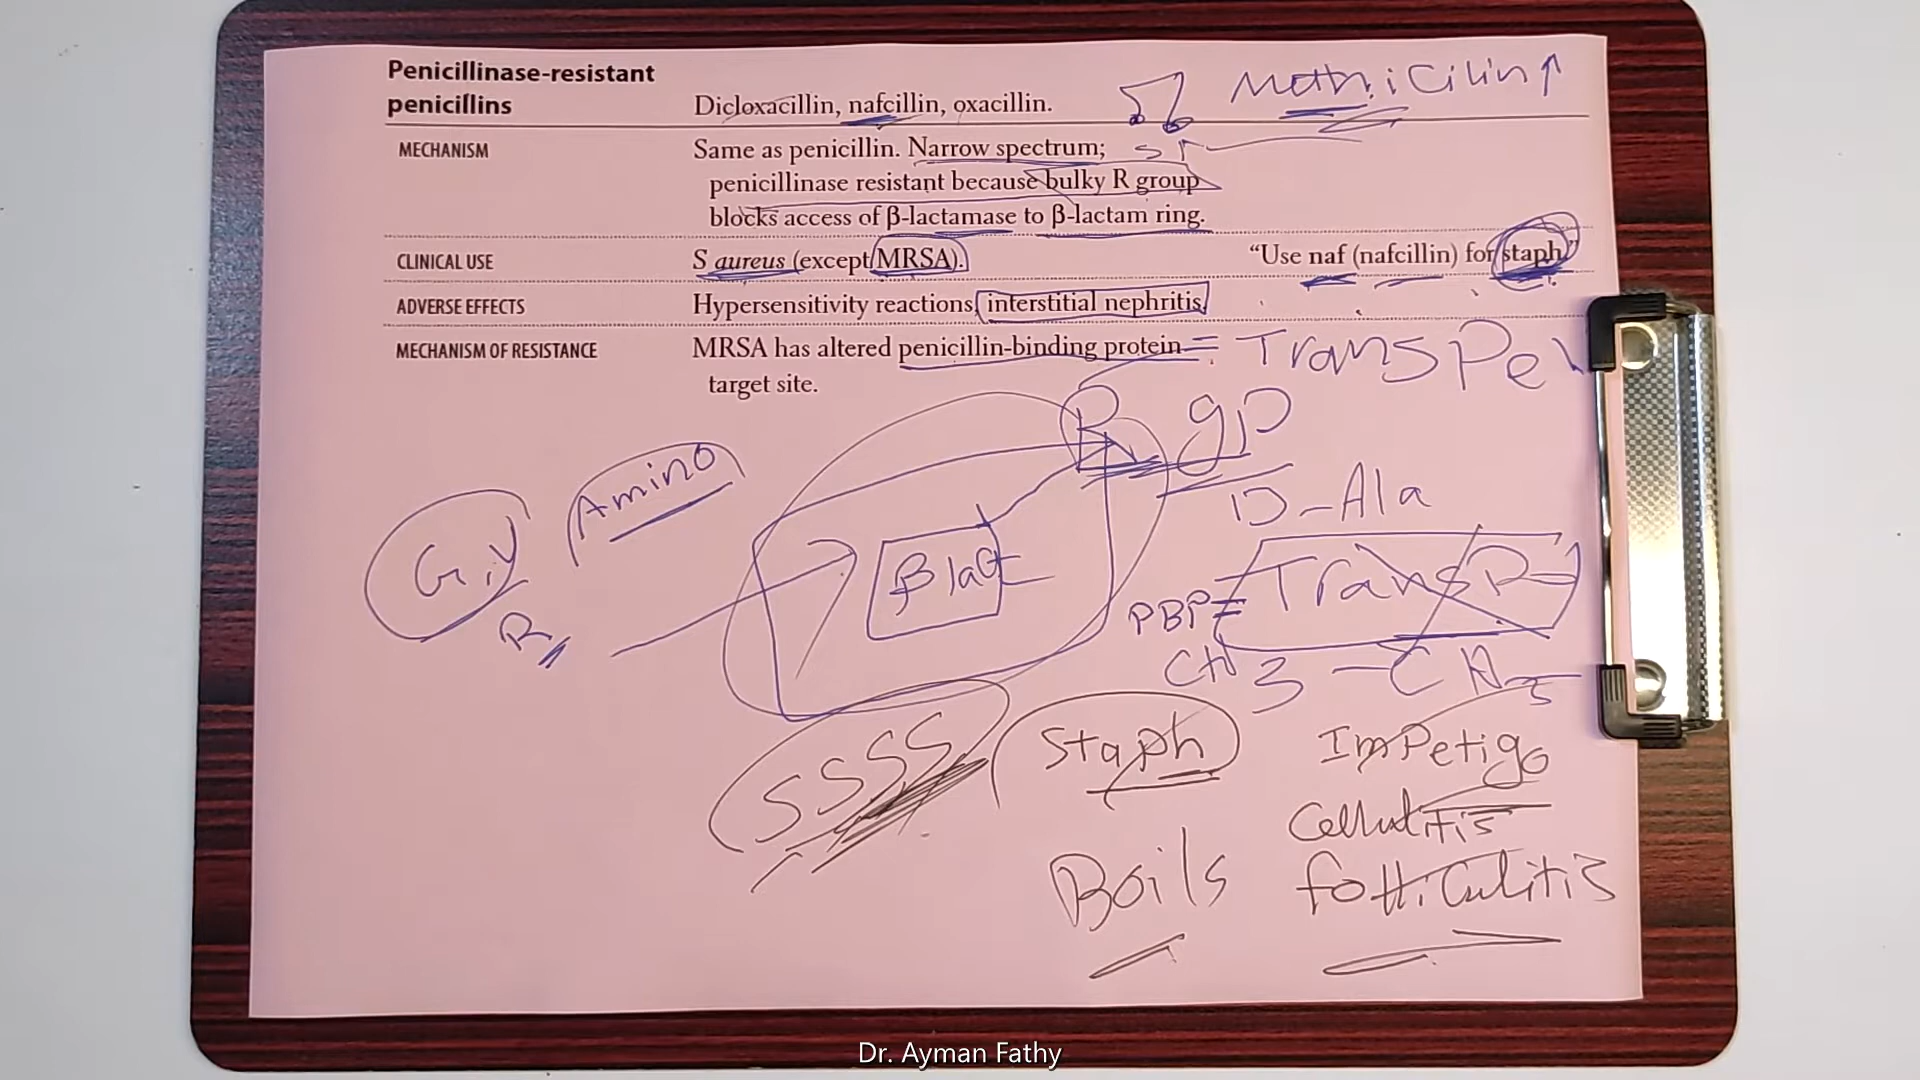 Penicillinase-resistant
penicillins
Dicloxacillin, nafcillin, oxacillin.
Methicilin
MECHANISM
Same as penicillin. Narrow spectrum;
penicillinase resistant because bulky R group
blocks access of β-lactamase to β-lactam ring.
CLINICAL USE
S aureus (except MRSA).
"Use naf (nafcillin) for staph."
ADVERSE EFFECTS
Hypersensitivity reactions, interstitial nephritis.
MECHANISM OF RESISTANCE
MRSA has altered penicillin-binding protein
target site.
= TransPe
R gp
Amino
D-Ala
G, V
R
β lact
PBP= TransP
CH3 - CH3
SSSS
Staph
Impetigo
Cellulitis
Boils
folliculitis
Dr. Ayman Fathy